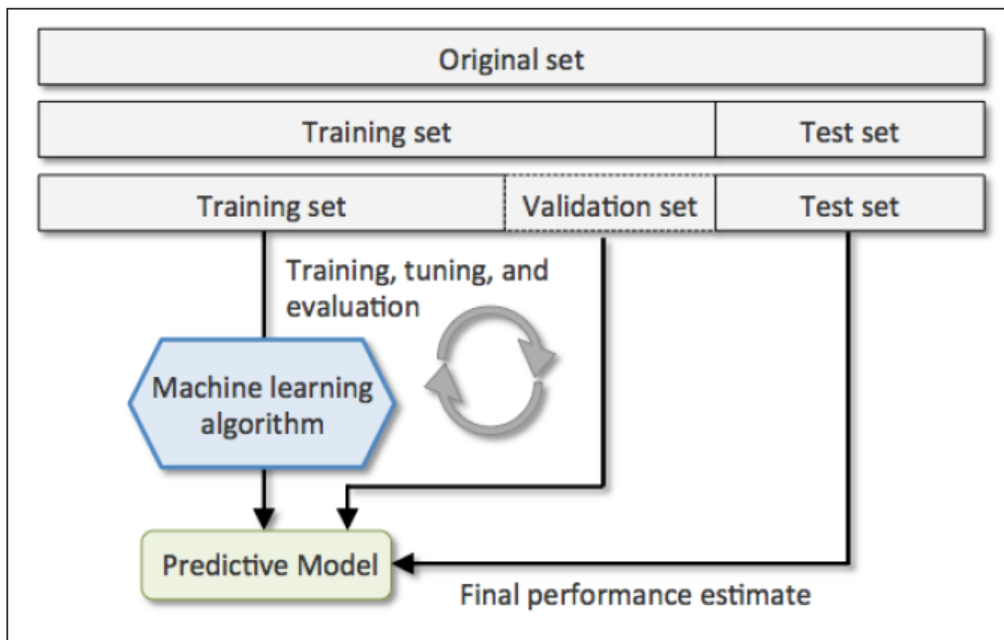 Original set
Training set
Test set
Training set
Validation set
Test set
Training, tuning, and
evaluation
Machine learning
algorithm
Predictive Model
Final performance estimate